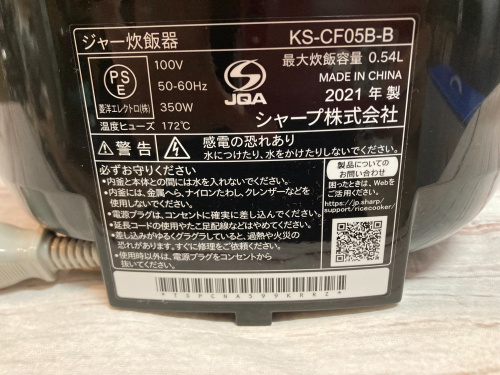 ジャー炊飯器 KS-CF05B-B
100V 最大炊飯容量 0.54L
50-60Hz MADE IN CHINA
350W 2021 年 製
PS
E
菱洋エレクトロ(株) JQA シャープ株式会社
温度ヒューズ 172℃
警告 感電の恐れあり
水につけたり、水をかけたりしないでください。
必ずお守りください
・内釜と本体との間には水を入れないでください。
・内釜には、金属へら、ナイロンたわし、クレンザーなどを
使用しないでください。
・電源プラグは、コンセントに確実に差し込んでください。
・延長コードの使用やたこ足配線などはやめてください。
・差し込みがゆるくグラグラしていると、過熱や火災の
恐れがあります。すぐに修理をご依頼ください。
・使用時以外は、電源プラグをコンセントから
抜いてください。
製品についての
お問い合わせ
困ったときは、Webを
ご活用ください。
https://jp.sharp/
support/ricecooker/